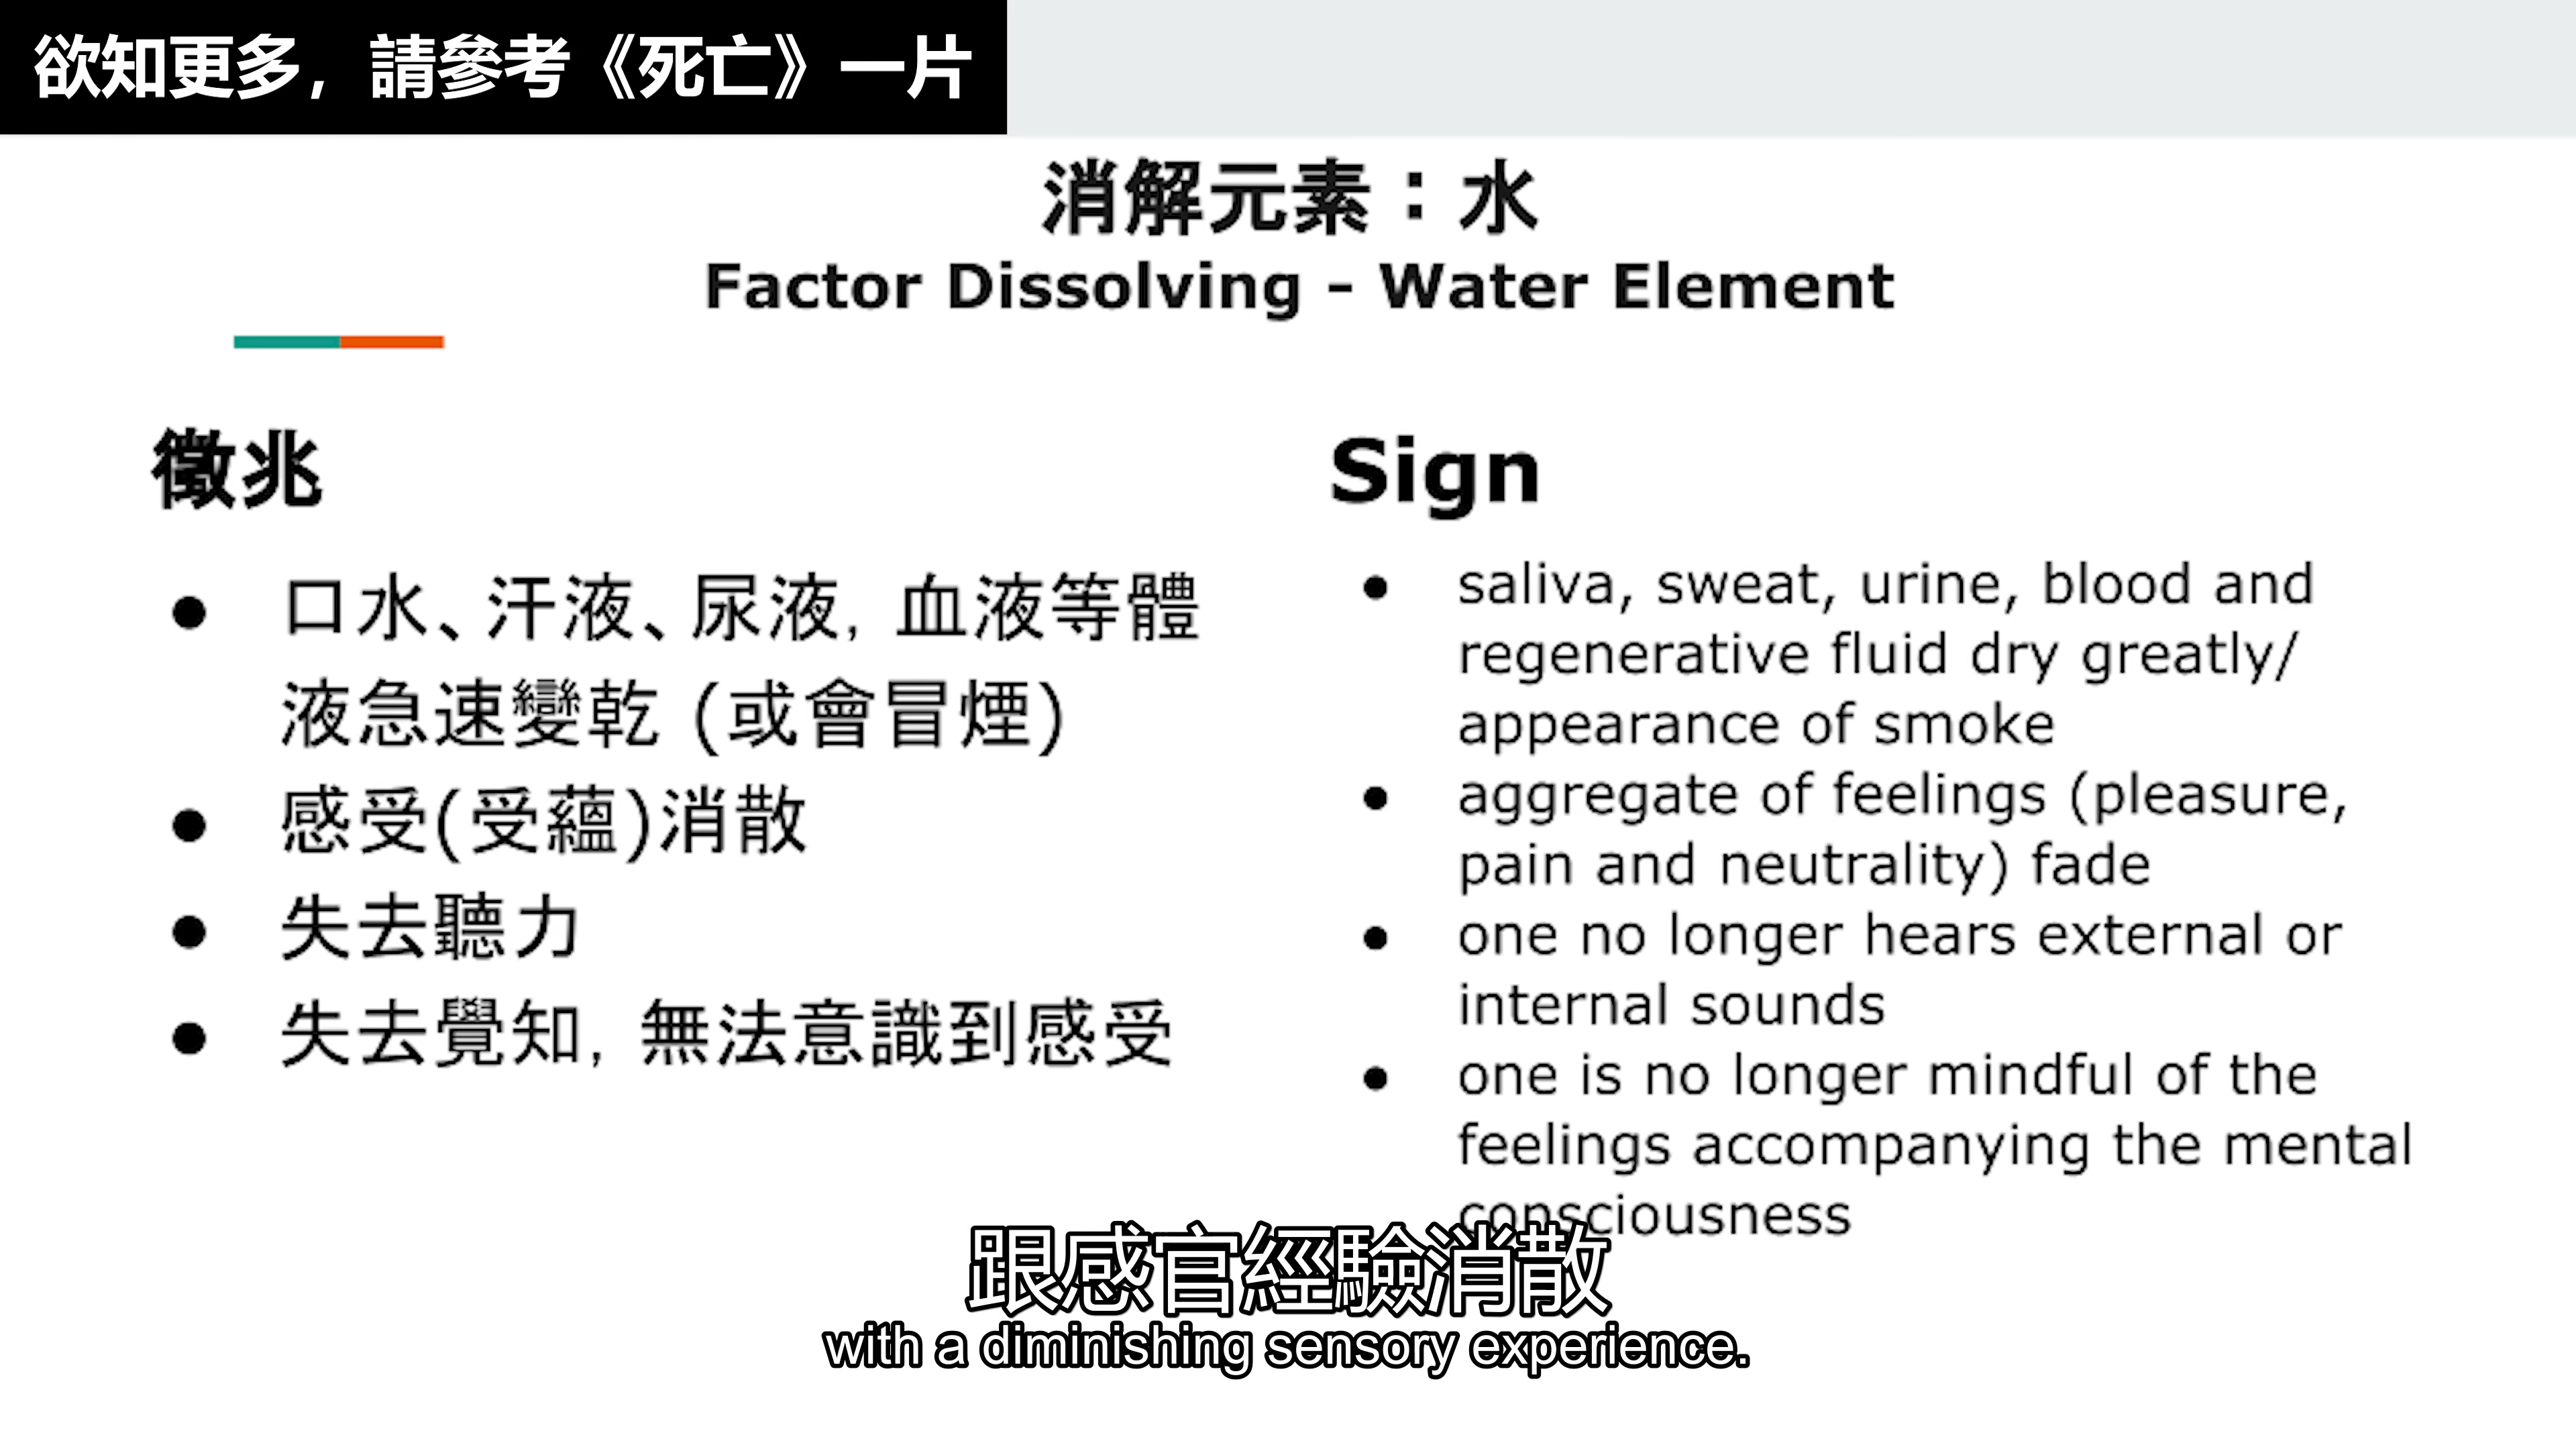 欲知更多，請參考《死亡》一片
消解元素：水
Factor Dissolving - Water Element
徵兆
口水、汗液、尿液，血液等體
液急速變乾 (或會冒煙)
感受(受蘊)消散
失去聽力
失去覺知，無法意識到感受
Sign
saliva, sweat, urine, blood and
regenerative fluid dry greatly/
appearance of smoke
aggregate of feelings (pleasure,
pain and neutrality) fade
one no longer hears external or
internal sounds
one is no longer mindful of the
feelings accompanying the mental
consciousness
跟感官經驗消散
with a diminishing sensory experience.